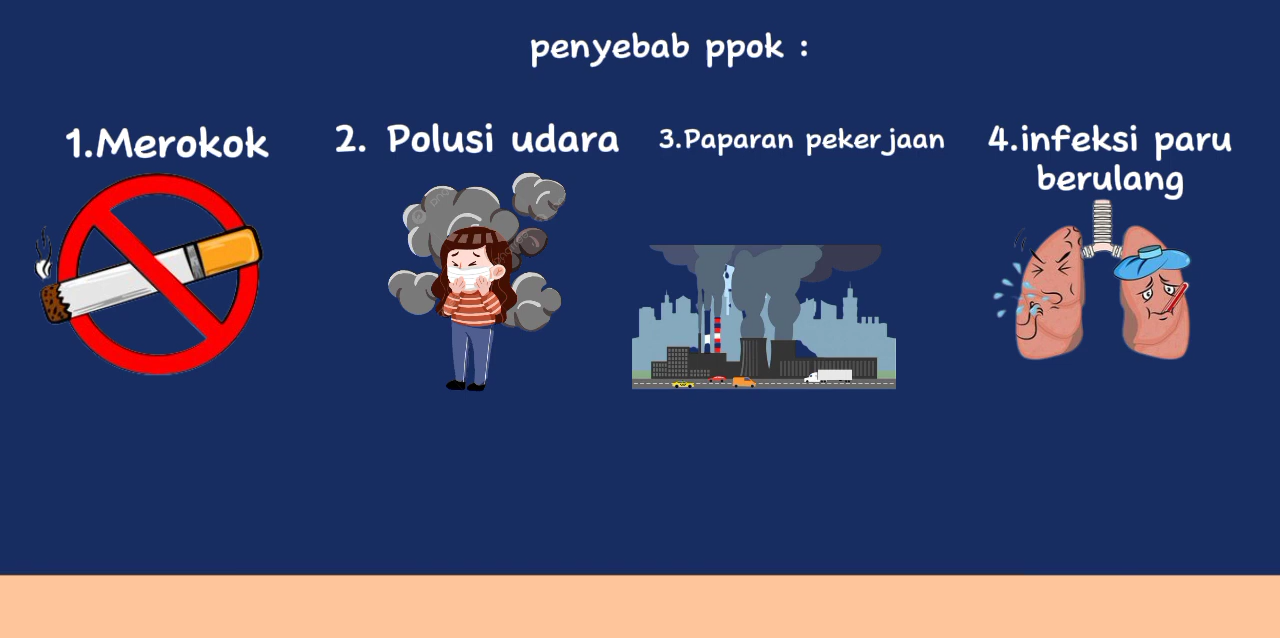 penyebab ppok :
1.Merokok
2. Polusi udara
3.Paparan pekerjaan
4.infeksi paru
berulang